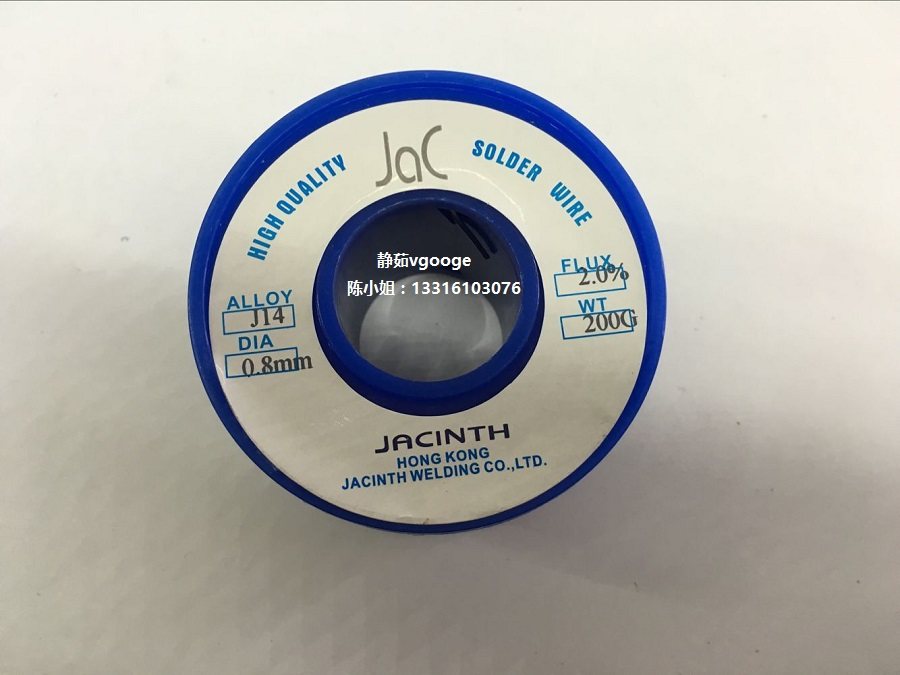 JaC
HIGH QUALITY
SOLDER WIRE
静茹vgooge
陈小姐：13316103076
ALLOY
J14
DIA
0.8mm
FLUX
2.0%
WT
200G
JACINTH
HONG KONG
JACINTH WELDING CO.,LTD.